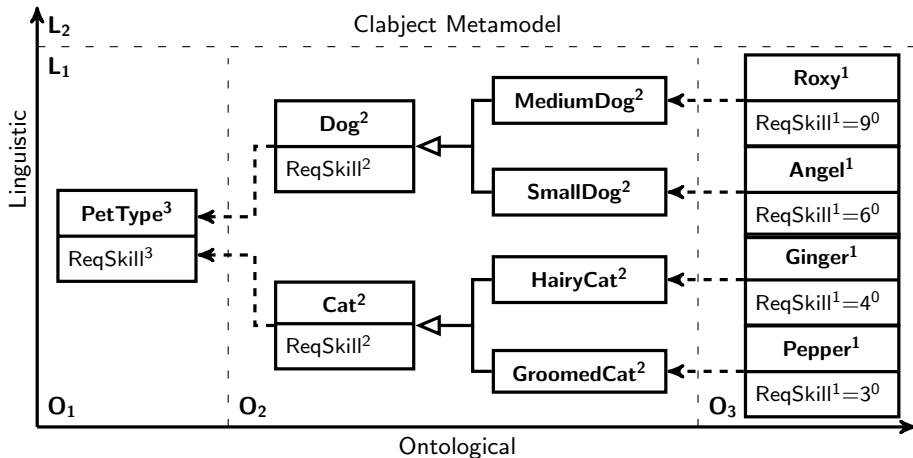 L₂
Clabject Metamodel
L₁
Linguistic
PetType³
ReqSkill³
Dog²
ReqSkill²
Cat²
ReqSkill²
MediumDog²
SmallDog²
HairyCat²
GroomedCat²
Roxy¹
ReqSkill¹=9⁰
Angel¹
ReqSkill¹=6⁰
Ginger¹
ReqSkill¹=4⁰
Pepper¹
ReqSkill¹=3⁰
O₁
O₂
O₃
Ontological